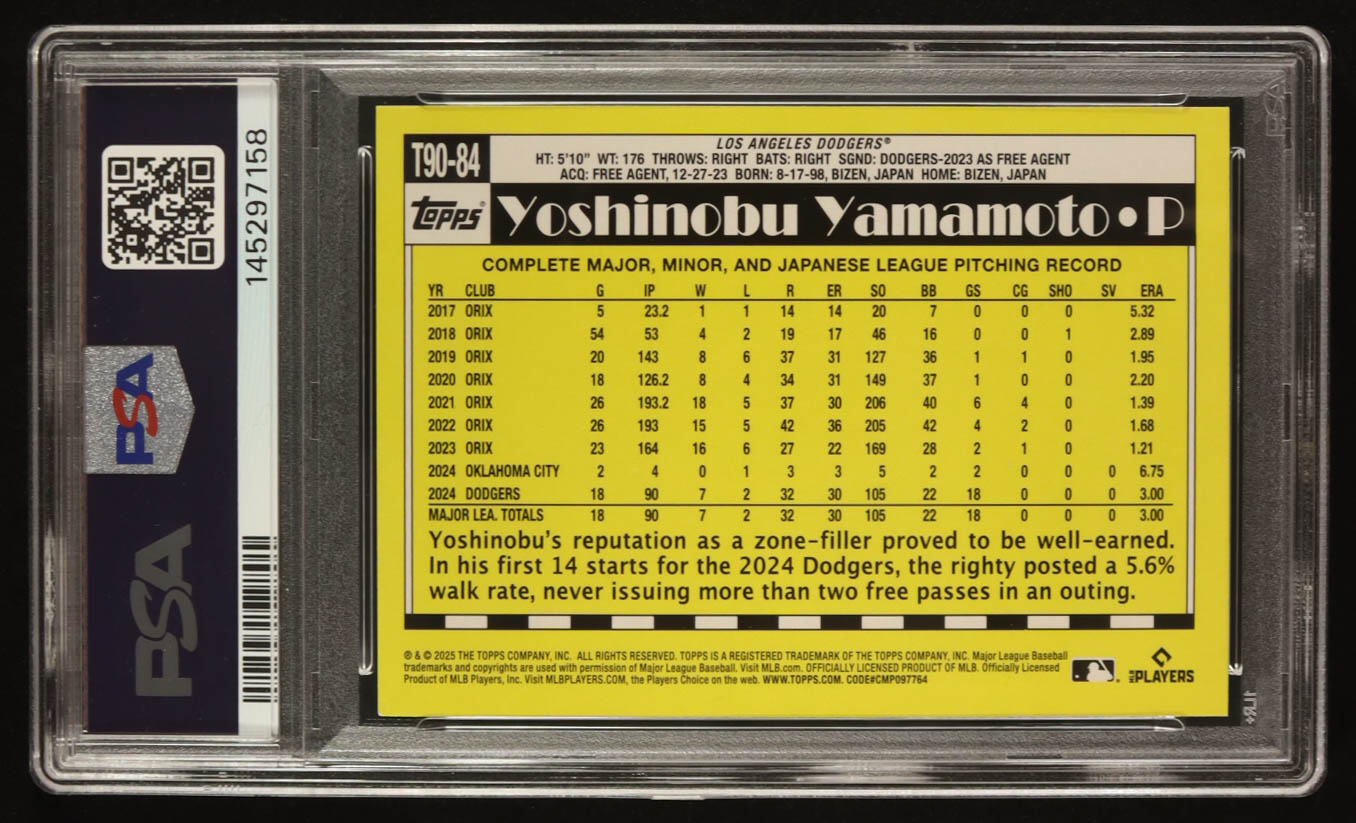 145297158
PSA
PSA
PSA
T90-84
LOS ANGELES DODGERS®
HT: 5'10" WT: 176 THROWS: RIGHT BATS: RIGHT SGND: DODGERS-2023 AS FREE AGENT
ACQ: FREE AGENT, 12-27-23 BORN: 8-17-98, BIZEN, JAPAN HOME: BIZEN, JAPAN
TOPPS® Yoshinobu Yamamoto • P
COMPLETE MAJOR, MINOR, AND JAPANESE LEAGUE PITCHING RECORD
YR CLUB G IP W L R ER SO BB GS CG SHO SV ERA
2017 ORIX 5 23.2 1 1 14 14 20 7 0 0 0 5.32
2018 ORIX 54 53 4 2 19 17 46 16 0 0 1 2.89
2019 ORIX 20 143 8 6 37 31 127 36 1 1 0 1.95
2020 ORIX 18 126.2 8 4 34 31 149 37 1 0 0 2.20
2021 ORIX 26 193.2 18 5 37 30 206 40 6 4 0 1.39
2022 ORIX 26 193 15 5 42 36 205 42 4 2 0 1.68
2023 ORIX 23 164 16 6 27 22 169 28 2 1 0 1.21
2024 OKLAHOMA CITY 2 4 0 1 3 3 5 2 2 0 0 0 6.75
2024 DODGERS 18 90 7 2 32 30 105 22 18 0 0 0 3.00
MAJOR LEA. TOTALS 18 90 7 2 32 30 105 22 18 0 0 0 3.00
Yoshinobu's reputation as a zone-filler proved to be well-earned.
In his first 14 starts for the 2024 Dodgers, the righty posted a 5.6%
walk rate, never issuing more than two free passes in an outing.
® & © 2025 THE TOPPS COMPANY, INC. ALL RIGHTS RESERVED. TOPPS IS A REGISTERED TRADEMARK OF THE TOPPS COMPANY, INC. Major League Baseball
trademarks and copyrights are used with permission of Major League Baseball. Visit MLB.com. OFFICIALLY LICENSED PRODUCT OF MLB. Officially Licensed
Product of MLB Players, Inc. Visit MLBPLAYERS.COM, the Players Choice on the web. WWW.TOPPS.COM. CODE#CMP097764
MLB PLAYERS
1LR+